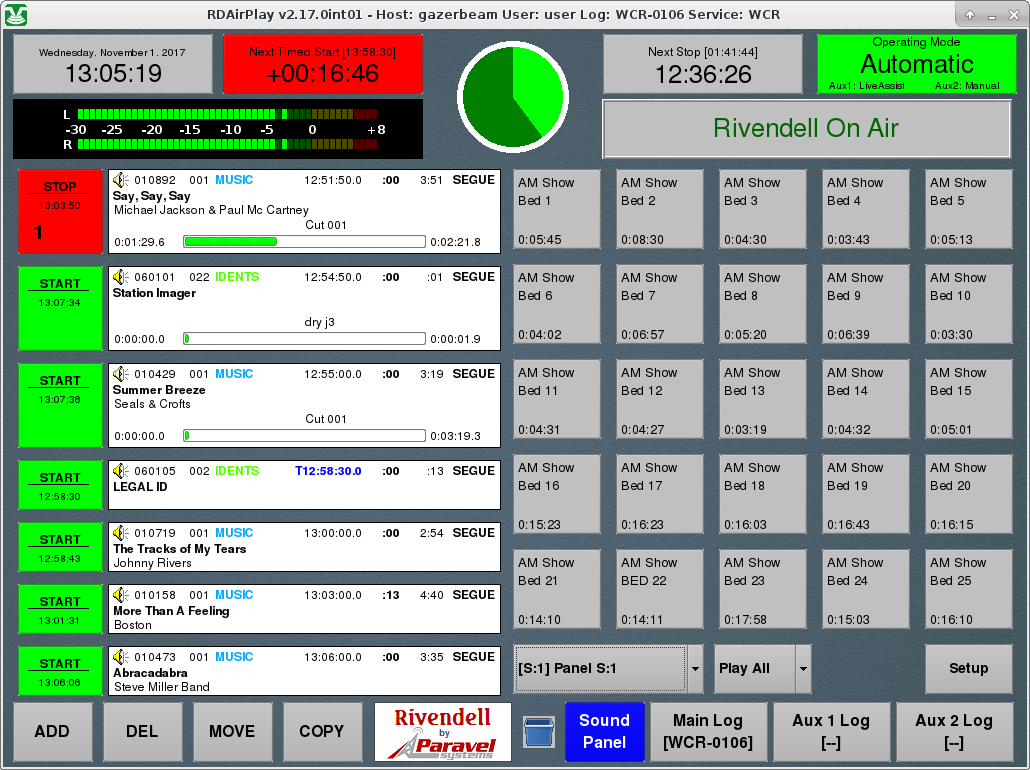 RDAirPlay v2.17.0int01 - Host: gazerbeam User: user Log: WCR-0106 Service: WCR
Wednesday, November 1, 2017
13:05:19
Next Timed Start [13:58:30]
+00:16:46
Next Stop [01:41:44]
12:36:26
Operating Mode
Automatic
Aux1: LiveAssist Aux2: Manual
L
-30 -25 -20 -15 -10 -5 0 +8
R
Rivendell On Air
STOP
13:03:50
1
010892 001 MUSIC 12:51:50.0 :00 3:51 SEGUE
Say, Say, Say
Michael Jackson & Paul Mc Cartney
Cut 001
0:01:29.6 0:02:21.8
START
13:07:34
060101 022 IDENTS 12:54:50.0 :00 :01 SEGUE
Station Imager
dry j3
0:00:00.0 0:00:01.9
START
13:07:36
010429 001 MUSIC 12:55:00.0 :00 3:19 SEGUE
Summer Breeze
Seals & Crofts
Cut 001
0:00:00.0 0:03:19.3
START
12:58:30
060105 002 IDENTS T12:58:30.0 :00 :13 SEGUE
LEGAL ID
START
12:58:43
010719 001 MUSIC 13:00:00.0 :00 2:54 SEGUE
The Tracks of My Tears
Johnny Rivers
START
13:01:31
010158 001 MUSIC 13:03:00.0 :13 4:40 SEGUE
More Than A Feeling
Boston
START
13:06:06
010473 001 MUSIC 13:06:00.0 :00 3:35 SEGUE
Abracadabra
Steve Miller Band
AM Show AM Show AM Show AM Show AM Show
Bed 1 Bed 2 Bed 3 Bed 4 Bed 5
0:05:45 0:08:30 0:04:30 0:03:43 0:05:13
AM Show AM Show AM Show AM Show AM Show
Bed 6 Bed 7 Bed 8 Bed 9 Bed 10
0:04:02 0:06:57 0:05:20 0:06:39 0:03:30
AM Show AM Show AM Show AM Show AM Show
Bed 11 Bed 12 Bed 13 Bed 14 Bed 15
0:04:31 0:04:27 0:03:19 0:04:32 0:05:01
AM Show AM Show AM Show AM Show AM Show
Bed 16 Bed 17 Bed 18 Bed 19 Bed 20
0:15:23 0:16:23 0:16:03 0:16:43 0:16:15
AM Show AM Show AM Show AM Show AM Show
Bed 21 BED 22 Bed 23 Bed 24 Bed 25
0:14:10 0:14:11 0:17:58 0:15:03 0:16:10
[S:1] Panel S:1 Play All Setup
ADD DEL MOVE COPY
Rivendell
by
Paravel
systems
Sound
Panel
Main Log
[WCR-0106]
Aux 1 Log
[--]
Aux 2 Log
[--]